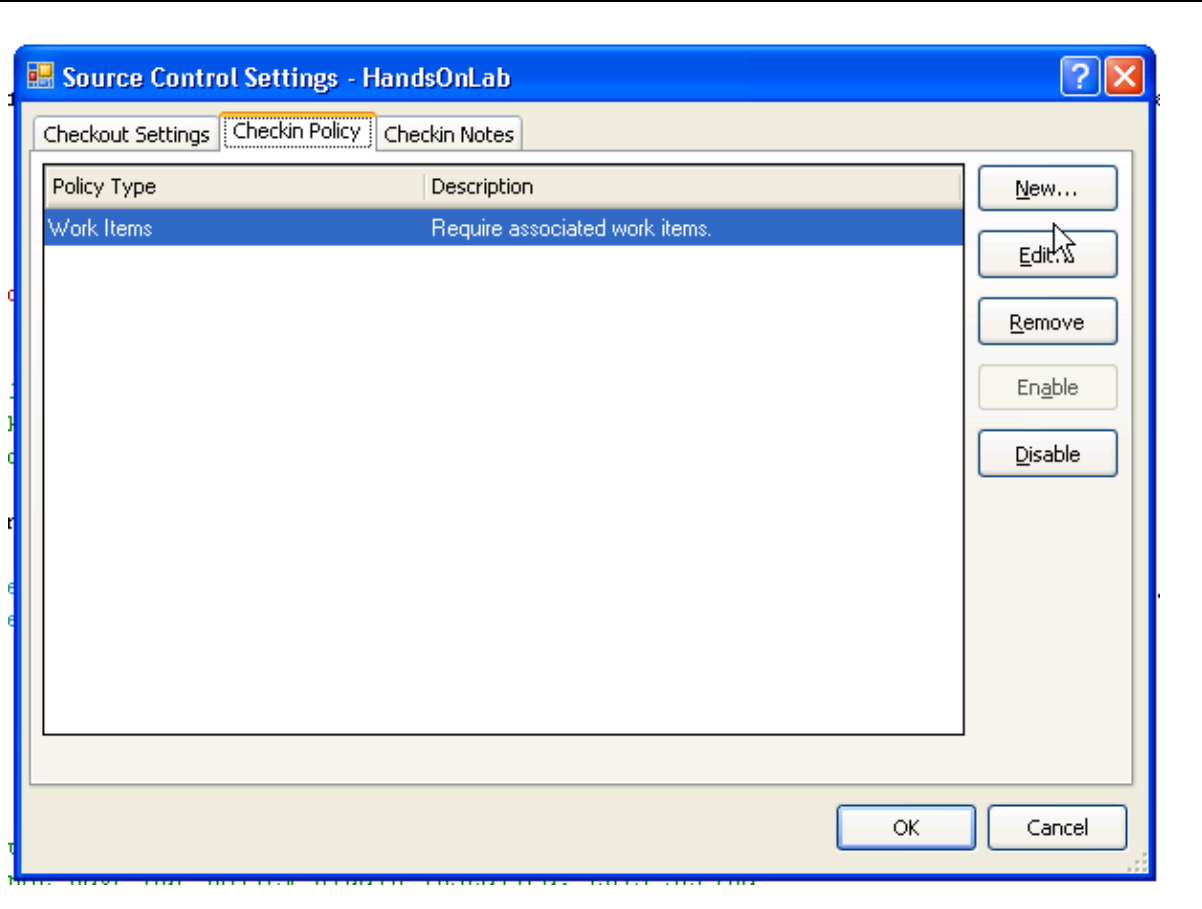 Source Control Settings - HandsOnLab
Checkout Settings Checkin Policy Checkin Notes
Policy Type Description
New...
Work Items Require associated work items.
Edit...
Remove
Enable
Disable
OK Cancel